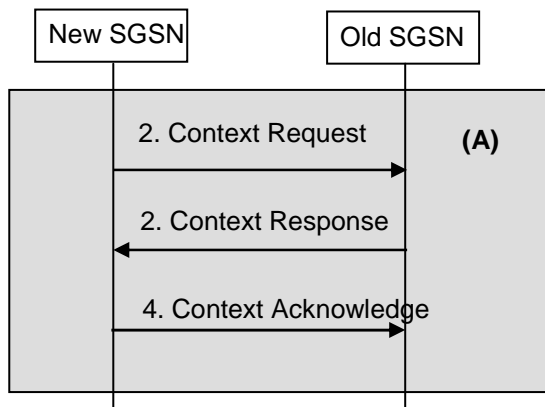 New SGSN
Old SGSN
2. Context Request
(A)
2. Context Response
4. Context Acknowledge